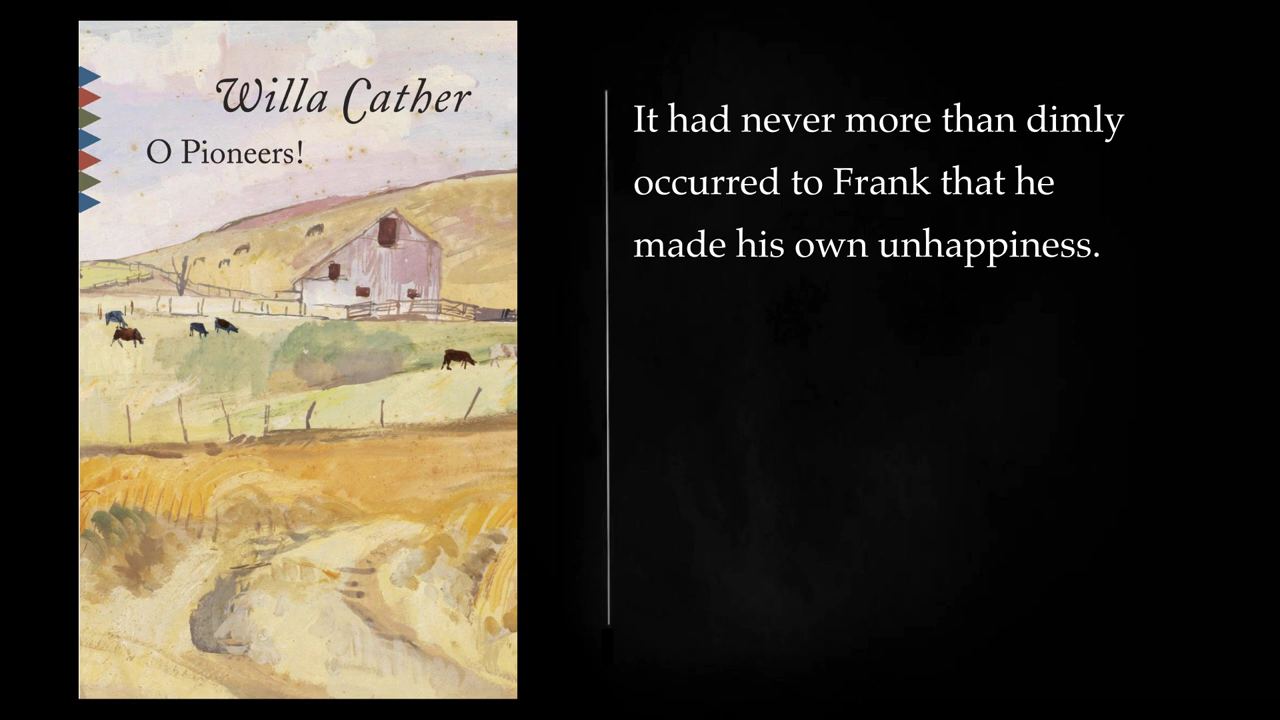 Willa Cather
O Pioneers!
It had never more than dimly
occurred to Frank that he
made his own unhappiness.